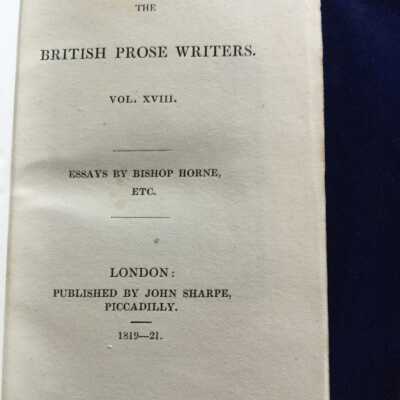 THE
BRITISH PROSE WRITERS.
VOL. XVIII.
ESSAYS BY BISHOP HORNE,
ETC.
LONDON:
PUBLISHED BY JOHN SHARPE,
PICCADILLY.
1819—21.